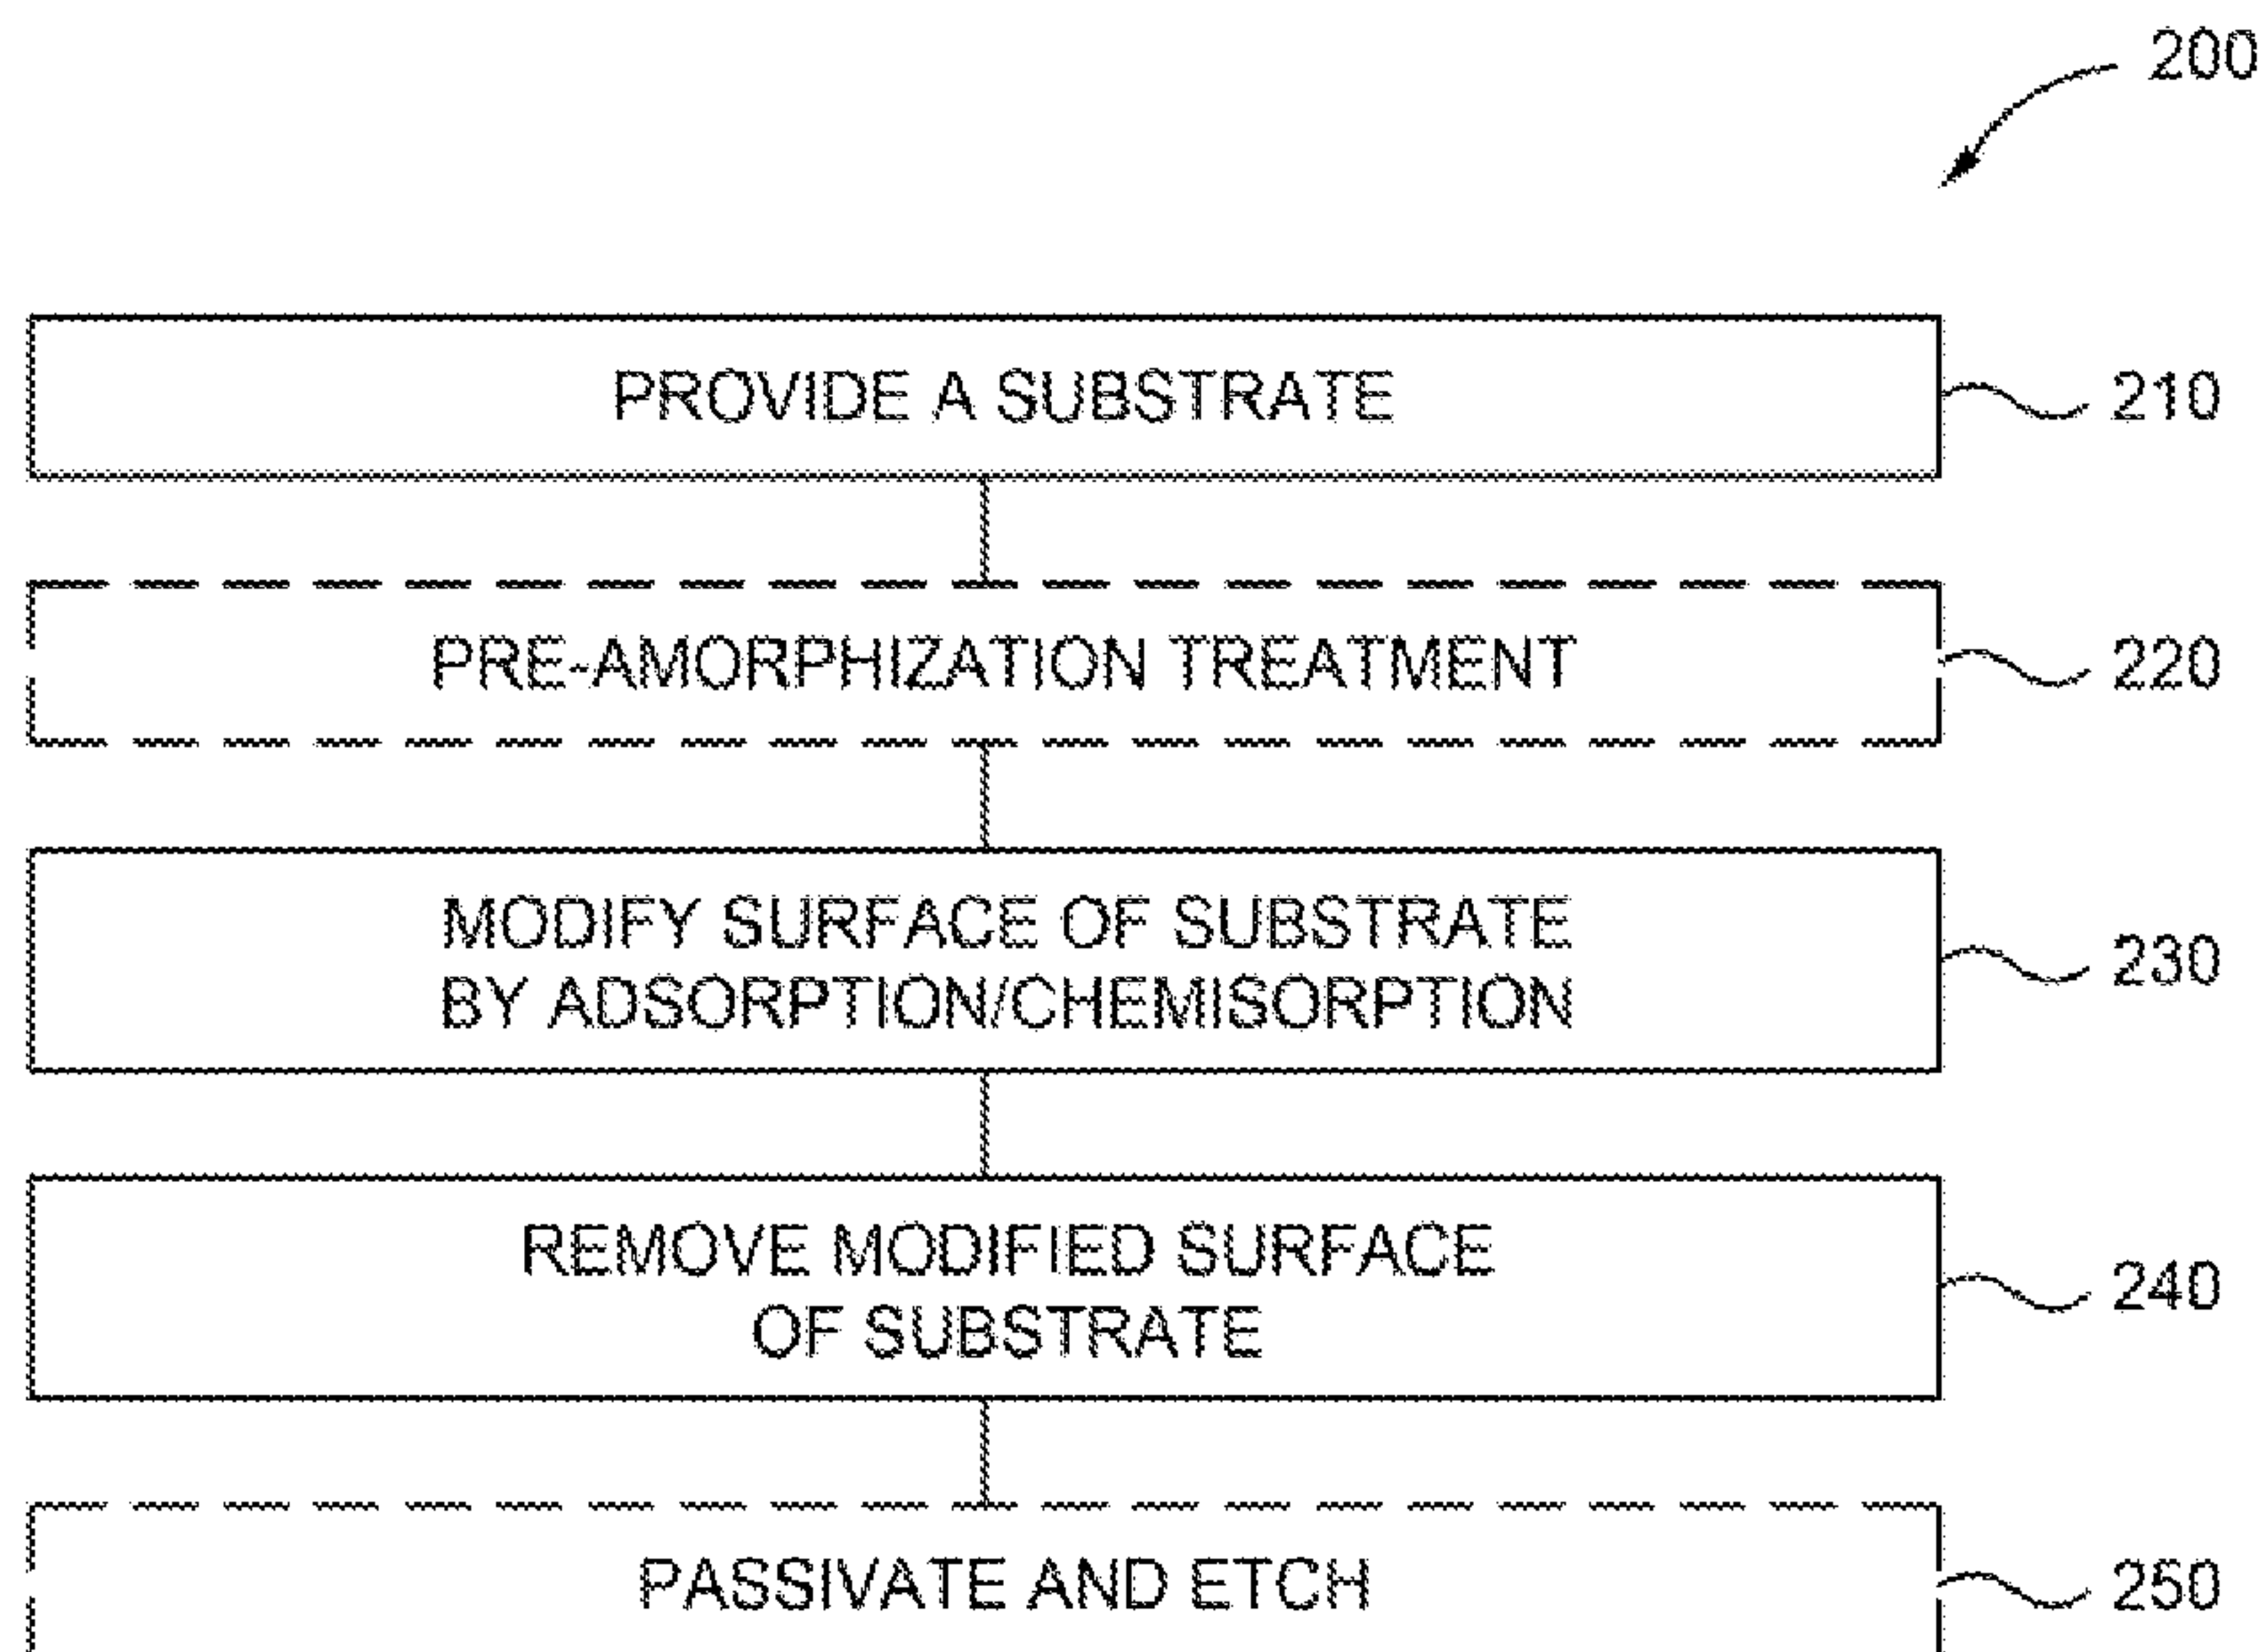 200
PROVIDE A SUBSTRATE
210
PRE-AMORPHIZATION TREATMENT
220
MODIFY SURFACE OF SUBSTRATE
BY ADSORPTION/CHEMISORPTION
230
REMOVE MODIFIED SURFACE
OF SUBSTRATE
240
PASSIVATE AND ETCH
250